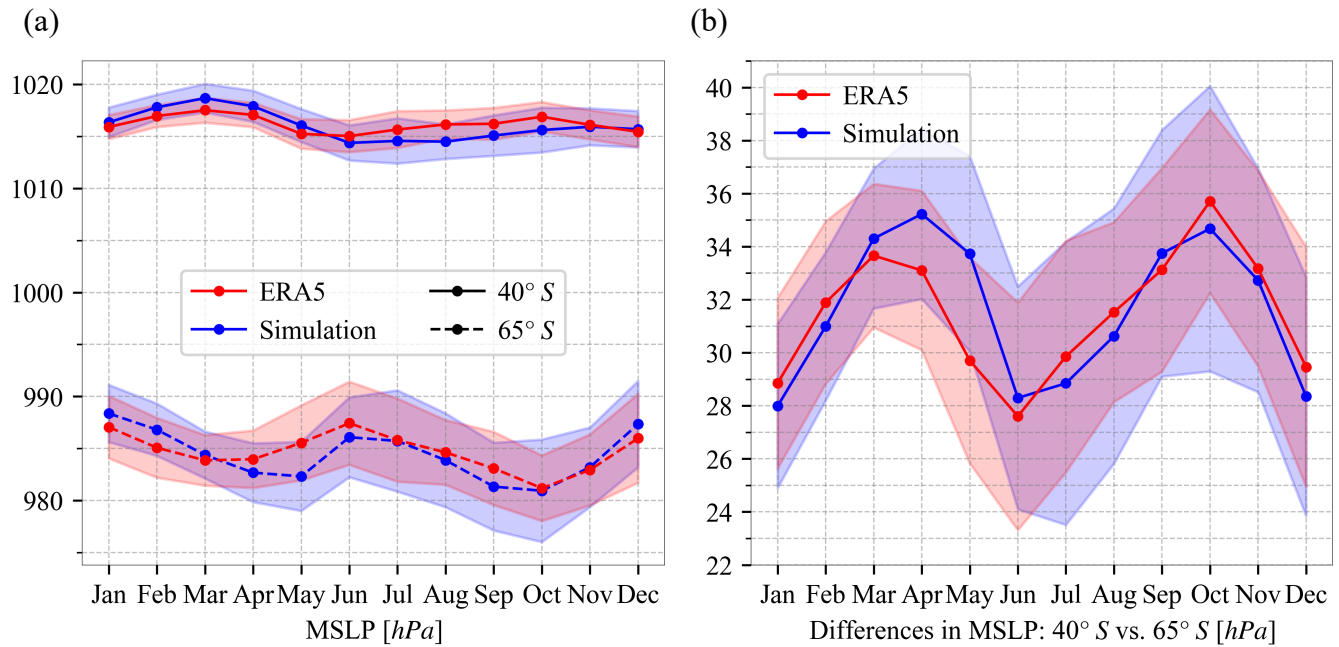 (a)
1020
1010
1000
990
980
ERA5
Simulation
40° S
65° S
Jan Feb Mar Apr May Jun Jul Aug Sep Oct Nov Dec
MSLP [hPa]
(b)
40
38
36
34
32
30
28
26
24
22
ERA5
Simulation
Jan Feb Mar Apr May Jun Jul Aug Sep Oct Nov Dec
Differences in MSLP: 40° S vs. 65° S [hPa]